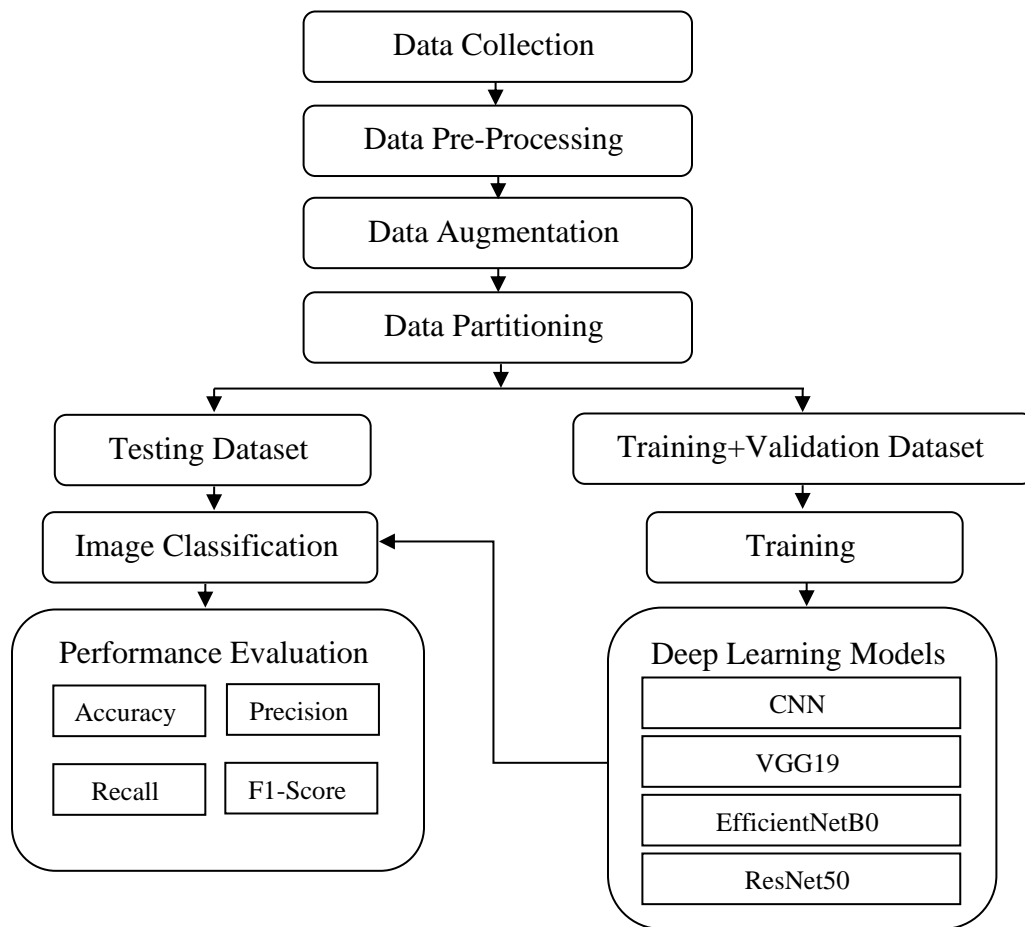 Data Collection
Data Pre-Processing
Data Augmentation
Data Partitioning
Testing Dataset
Training+Validation Dataset
Image Classification
Training
Performance Evaluation
Accuracy
Precision
Recall
F1-Score
Deep Learning Models
CNN
VGG19
EfficientNetB0
ResNet50